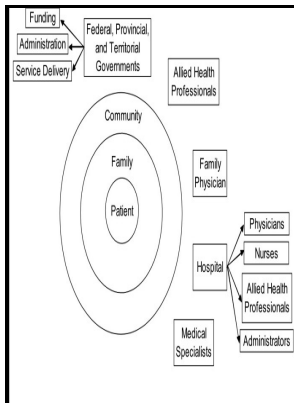 Funding
Administration
Service Delivery
Federal, Provincial,
and Territorial
Governments
Allied Health
Professionals
Community
Family
Patient
Family
Physician
Hospital
Physicians
Nurses
Allied Health
Professionals
Administrators
Medical
Specialists